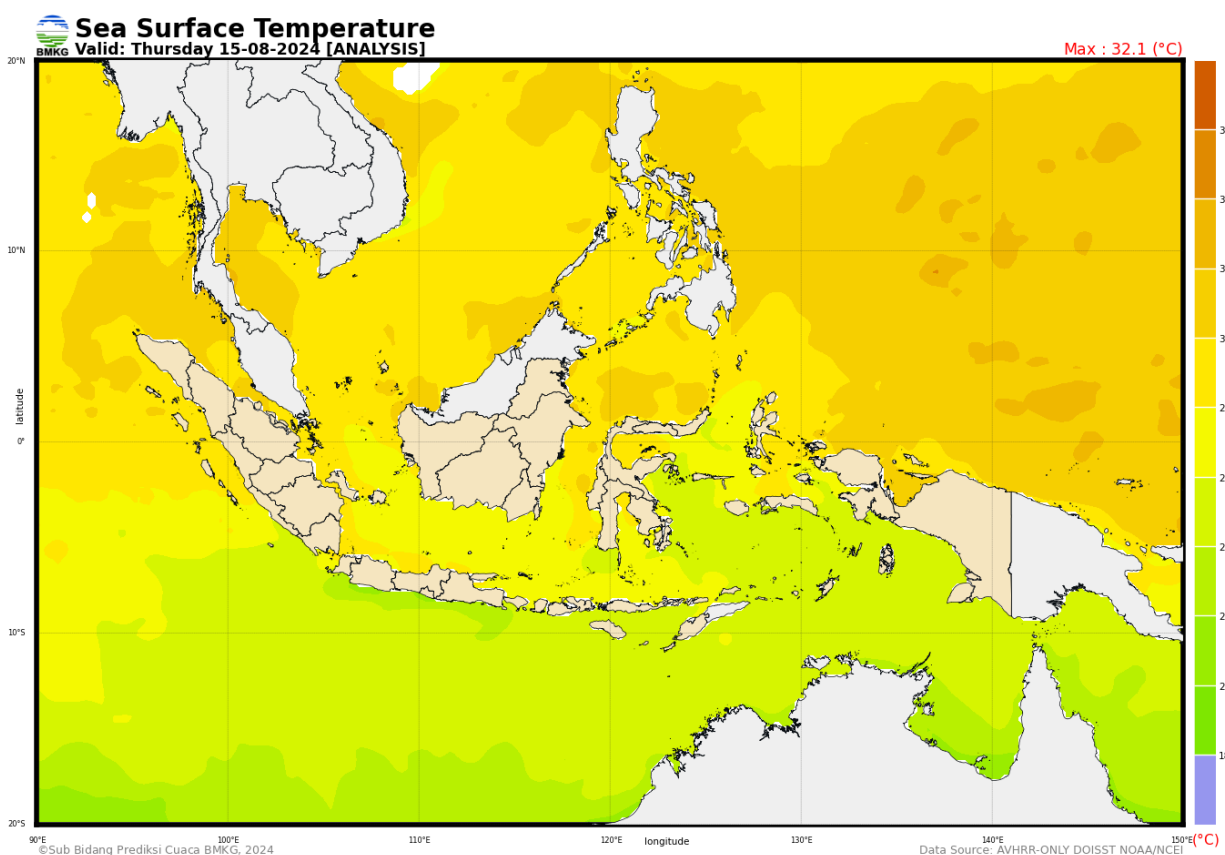 BMKG
Sea Surface Temperature
Valid: Thursday 15-08-2024 [ANALYSIS]
Max : 32.1 (°C)
20°N
10°N
0°
10°S
20°S
latitude
90°E
100°E
110°E
120°E
130°E
140°E
150°E
longitude
(°C)
©Sub Bidang Prediksi Cuaca BMKG, 2024
Data Source: AVHRR-ONLY DOISST NOAA/NCEI